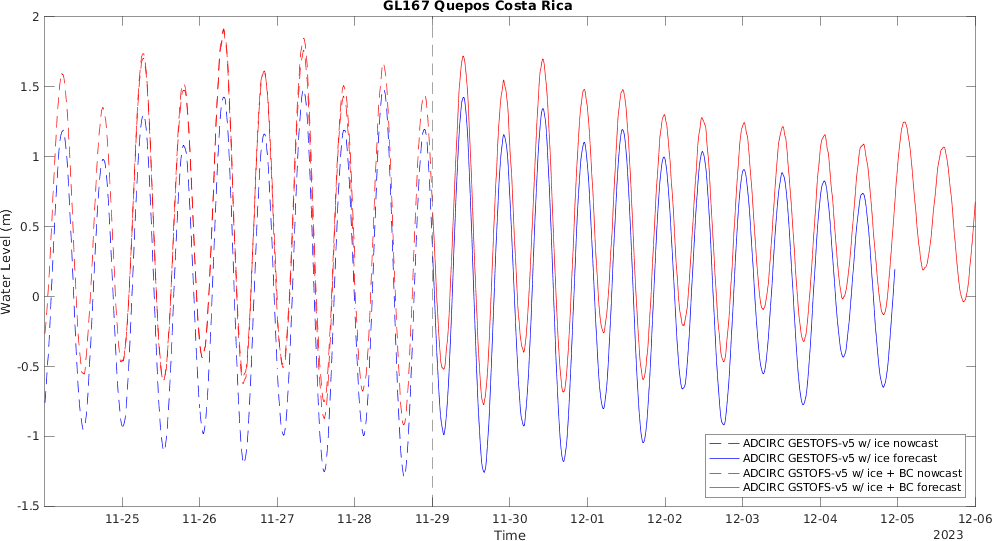 GL167 Quepos Costa Rica
Water Level (m)
2
1.5
1
0.5
0
-0.5
-1
-1.5
ADCIRC GESTOFS-v5 w/ ice nowcast
ADCIRC GESTOFS-v5 w/ ice forecast
ADCIRC GSTOFS-v5 w/ ice + BC nowcast
ADCIRC GSTOFS-v5 w/ ice + BC forecast
11-25 11-26 11-27 11-28 11-29 11-30 12-01 12-02 12-03 12-04 12-05 12-06
Time
2023